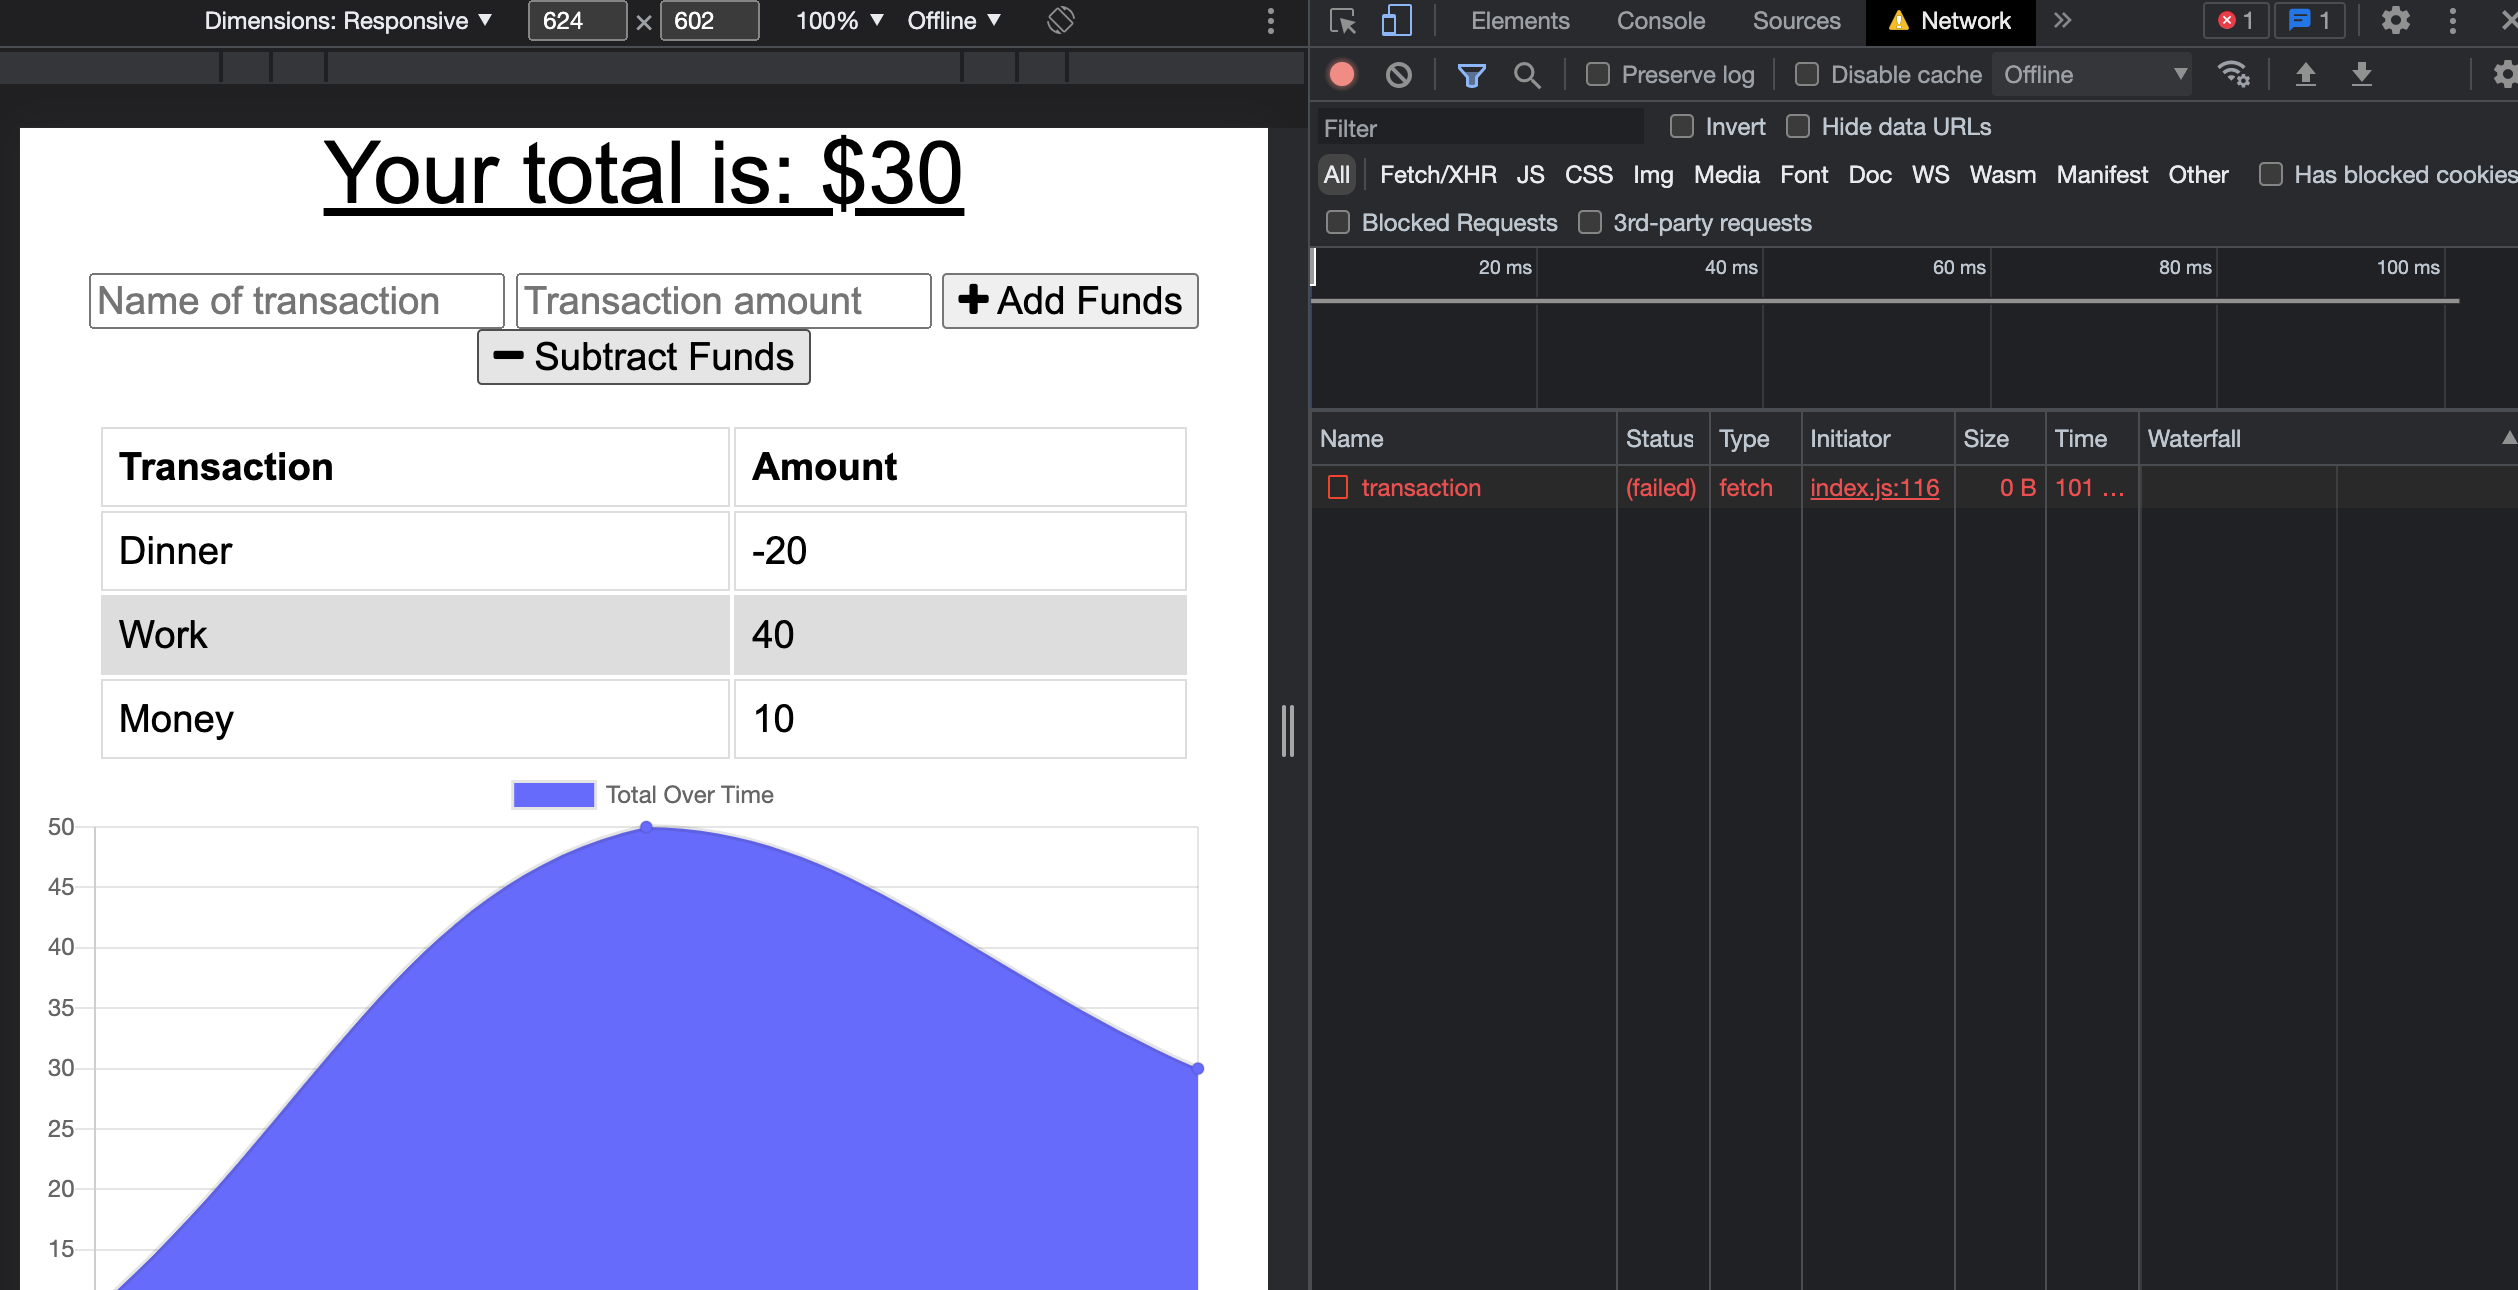 Dimensions: Responsive ▼ 624 × 602 100% ▼ Offline ▼
Your total is: $30
Name of transaction Transaction amount + Add Funds
− Subtract Funds
Transaction Amount
Dinner -20
Work 40
Money 10
Total Over Time
50
45
40
35
30
25
20
15
Elements Console Sources Network 1 1
Preserve log Disable cache Offline
Filter Invert Hide data URLs
All Fetch/XHR JS CSS Img Media Font Doc WS Wasm Manifest Other Has blocked cookies
Blocked Requests 3rd-party requests
20 ms 40 ms 60 ms 80 ms 100 ms
Name Status Type Initiator Size Time Waterfall
transaction (failed) fetch index.js:116 0 B 101 ...